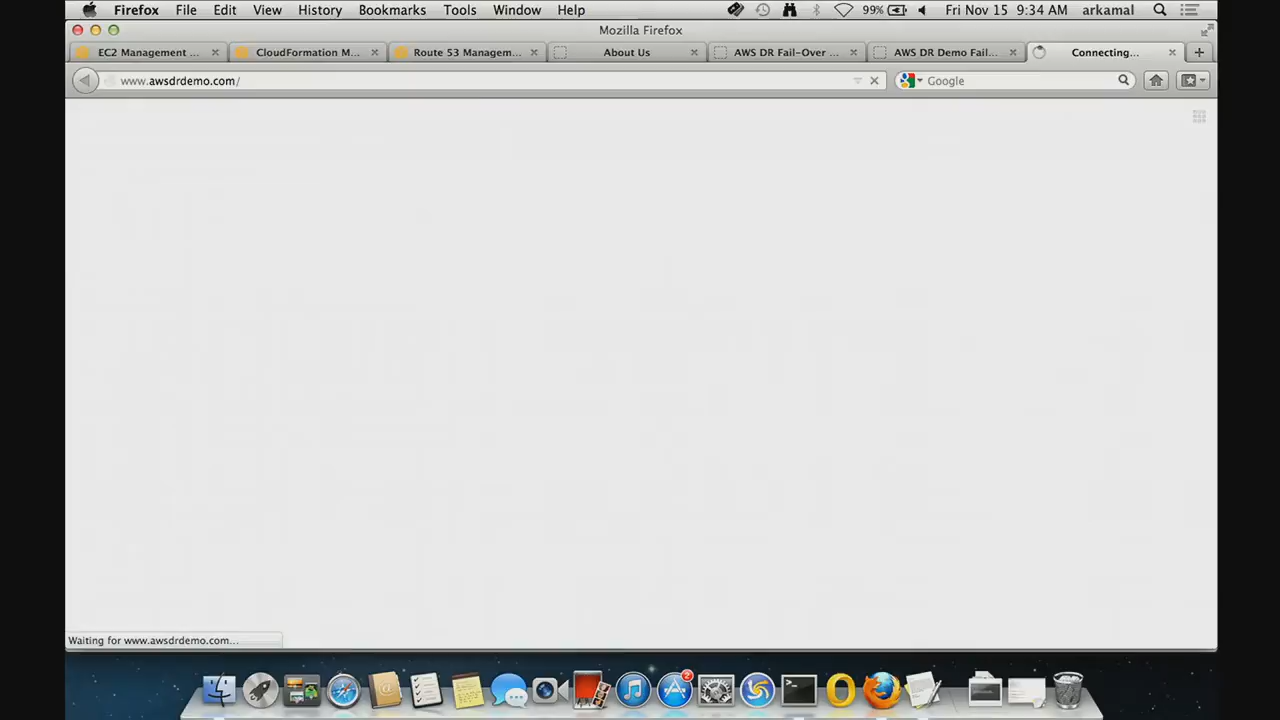 Firefox File Edit View History Bookmarks Tools Window Help 99% Fri Nov 15 9:34 AM arkamal
Mozilla Firefox
EC2 Management ... CloudFormation M... Route 53 Managem... About Us AWS DR Fail-Over ... AWS DR Demo Fail... Connecting...
www.awsdrdemo.com/ Google
Waiting for www.awsdrdemo.com...
2